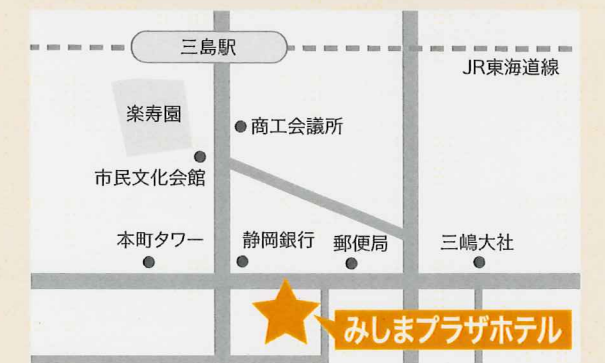 三島駅
JR東海道線
楽寿園
商工会議所
市民文化会館
本町タワー
静岡銀行
郵便局
三嶋大社
みしまプラザホテル